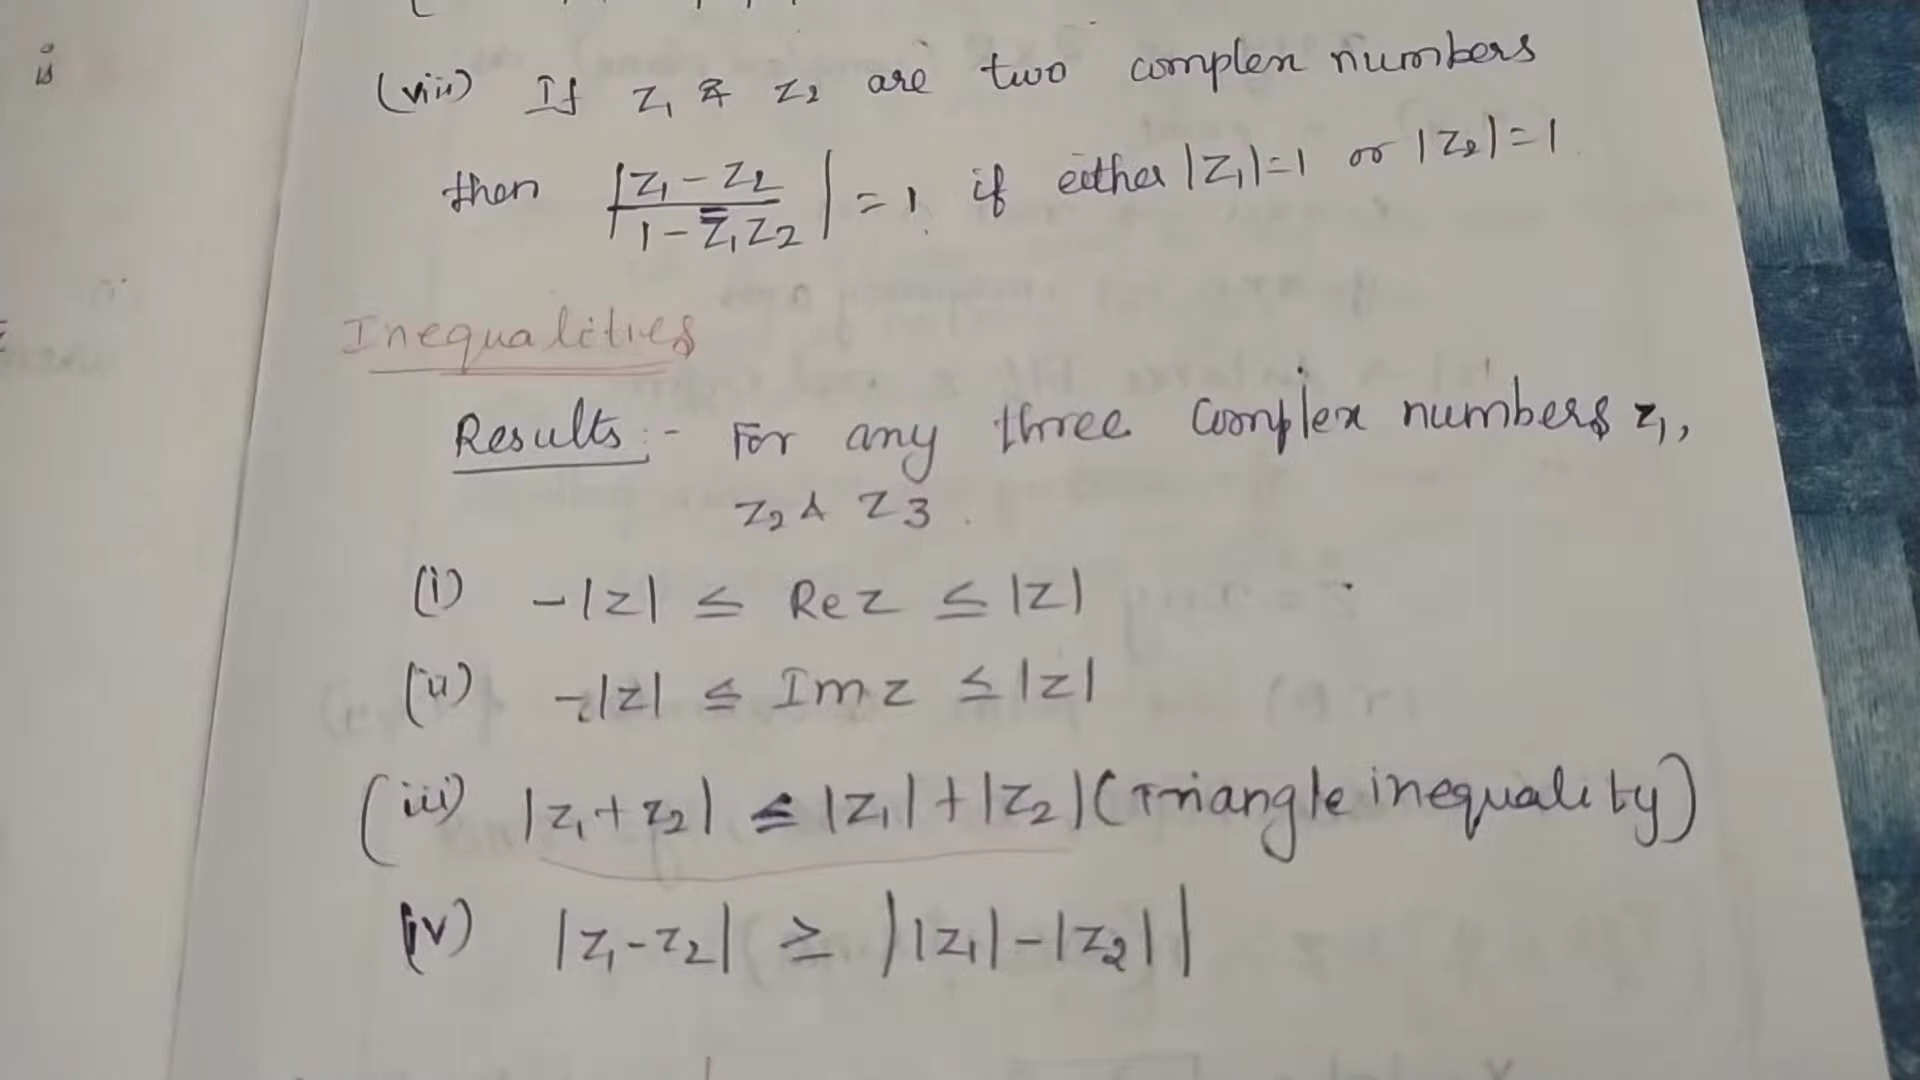 is
(viii) If z₁ & z₂ are two complex numbers
then |z₁ - z₂ / 1 - z̄₁z₂| = 1 if either |z₁|=1 or |z₂|=1
Inequalities
Results :- For any three complex numbers z₁,
z₂ & z₃.
(i) -|z| ≤ Re z ≤ |z|
(ii) -|z| ≤ Im z ≤ |z|
(iii) |z₁+z₂| ≤ |z₁|+|z₂| (Triangle inequality)
(iv) |z₁-z₂| ≥ ||z₁|-|z₂||